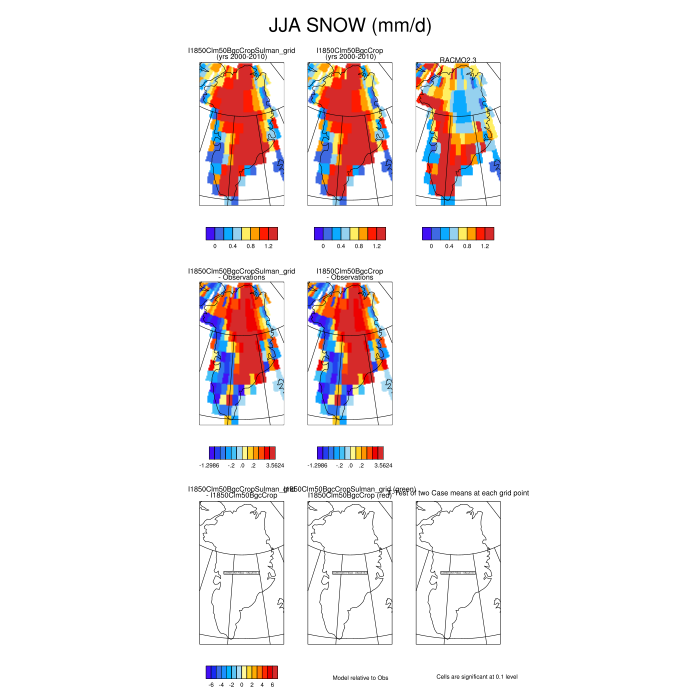 JJA SNOW (mm/d)
I1850Clm50BgcCropSulman_grid
(yrs 2000-2010)
I1850Clm50BgcCrop
(yrs 2000-2010)
RACMO2.3
0 0.4 0.8 1.2
0 0.4 0.8 1.2
0 0.4 0.8 1.2
I1850Clm50BgcCropSulman_grid
- Observations
I1850Clm50BgcCrop
- Observations
-1.2986 -.2 .0 .2 3.5624
-1.2986 -.2 .0 .2 3.5624
I1850Clm50BgcCropSulman_grid
- I1850Clm50BgcCrop
I1850Clm50BgcCropSulman_grid (green)
I1850Clm50BgcCrop (red)
-Test of two Case means at each grid point
-6 -4 -2 0 2 4 6
Model relative to Obs
Cells are significant at 0.1 level